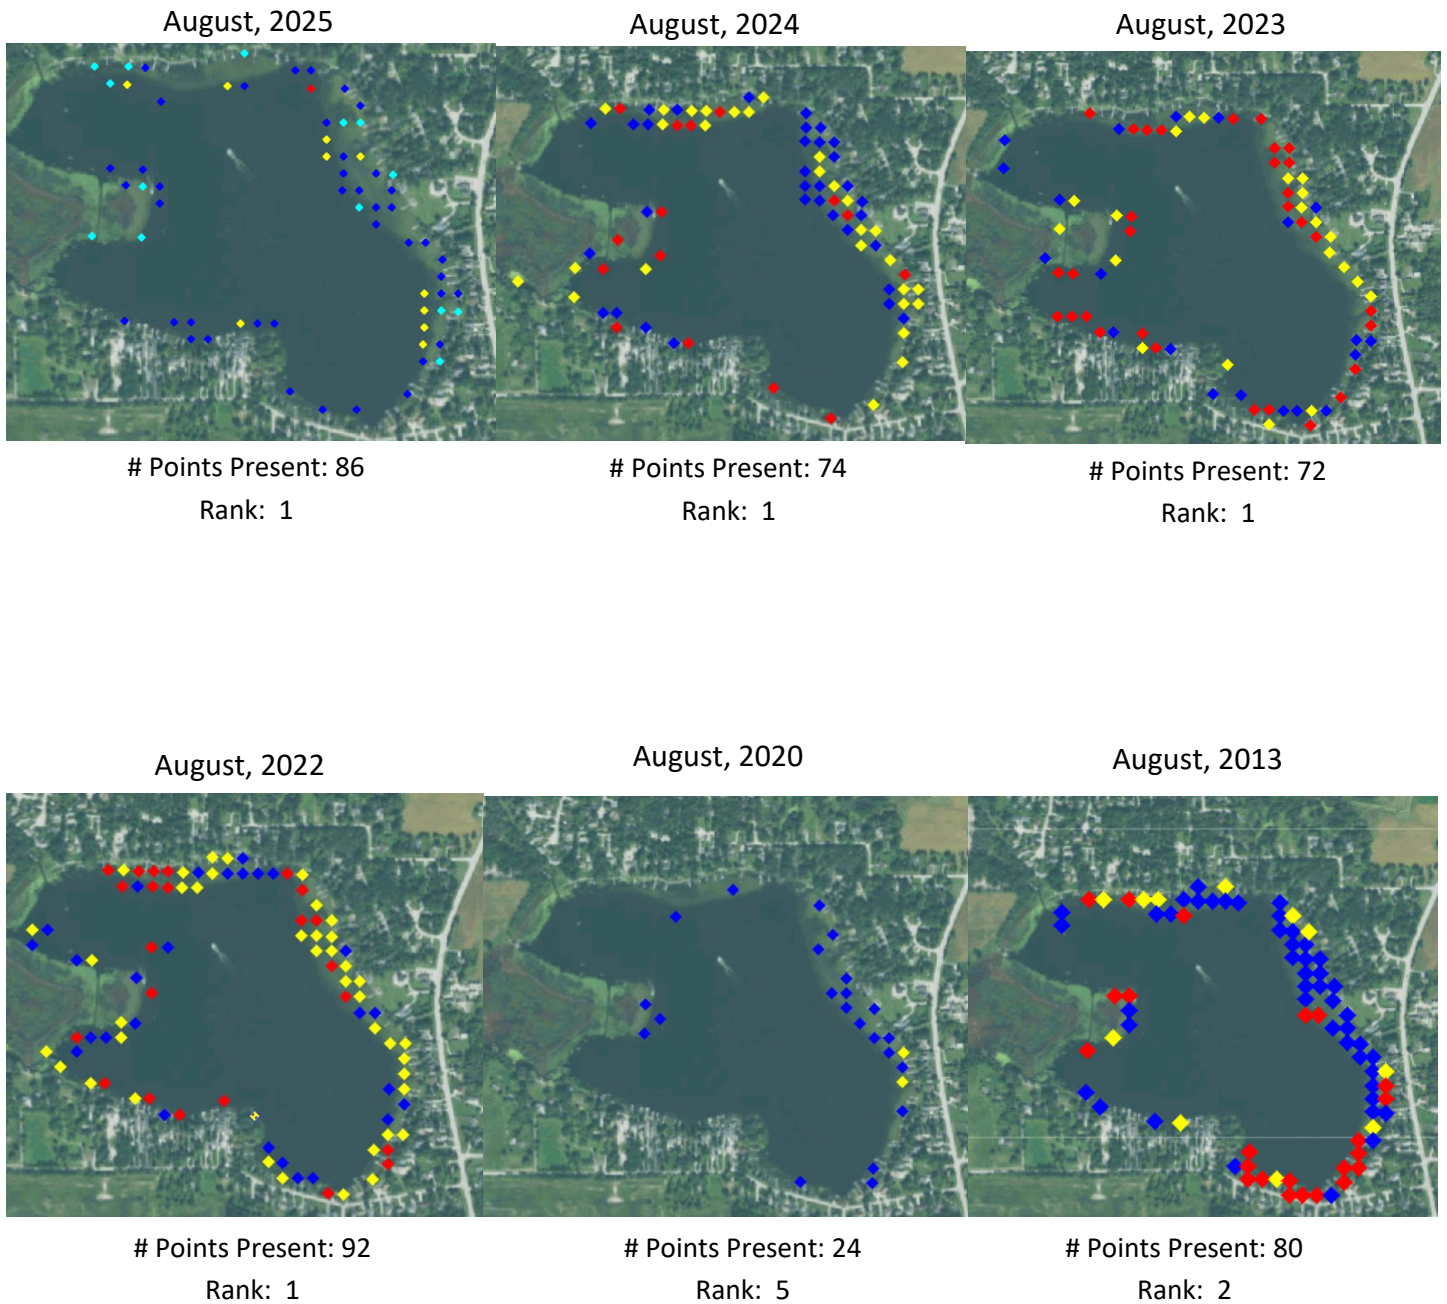 August, 2025
August, 2024
August, 2023
# Points Present: 86
# Points Present: 74
# Points Present: 72
Rank: 1
Rank: 1
Rank: 1
August, 2022
August, 2020
August, 2013
# Points Present: 92
# Points Present: 24
# Points Present: 80
Rank: 1
Rank: 5
Rank: 2